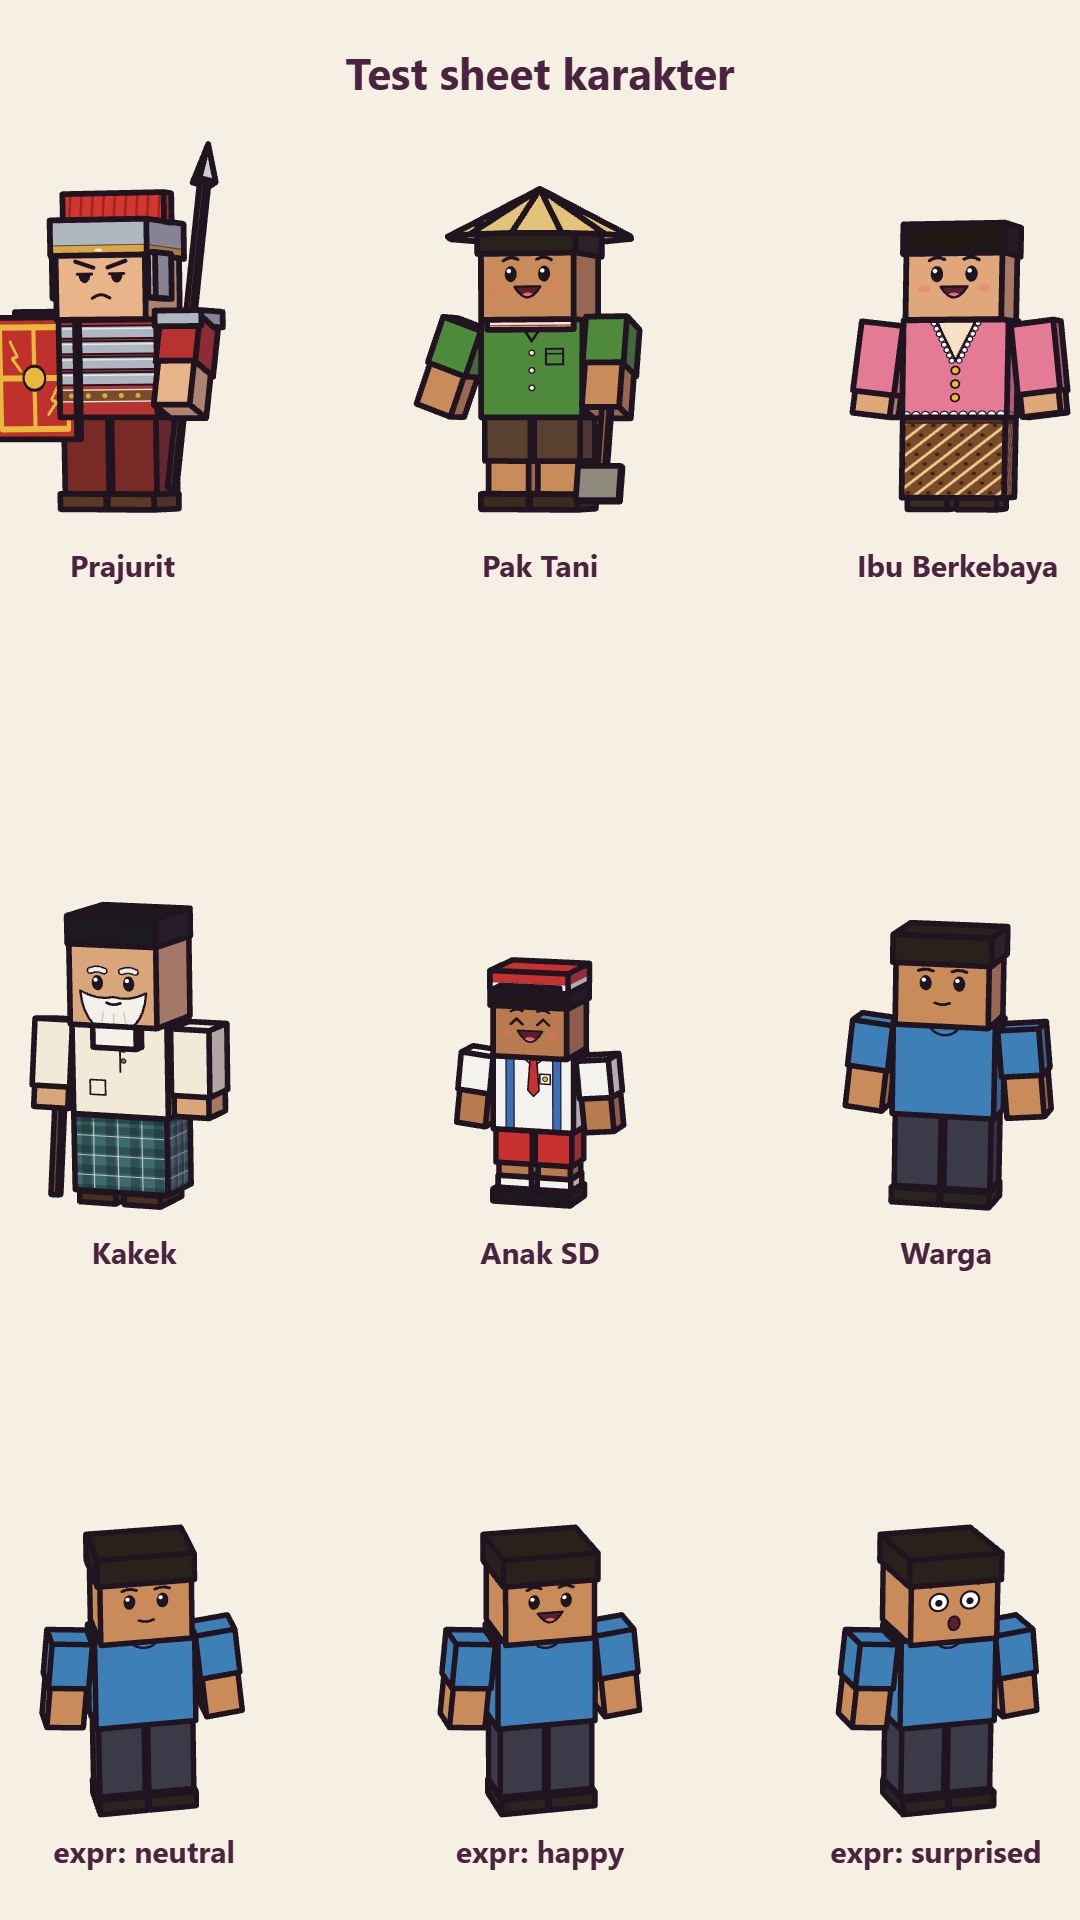 Test sheet karakter
Prajurit
Pak Tani
Ibu Berkebaya
Kakek
Anak SD
Warga
expr: neutral
expr: happy
expr: surprised